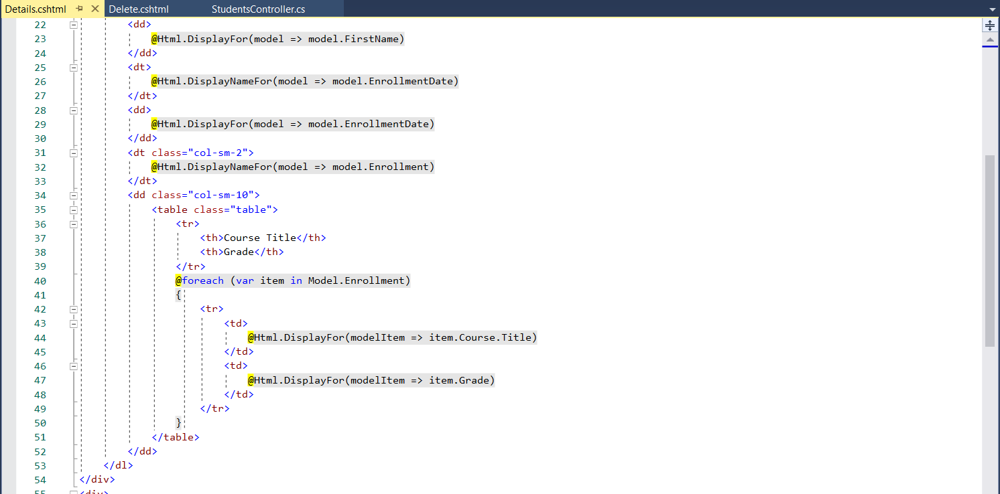 Details.cshtml Delete.cshtml StudentsController.cs
22 <dd>
23 @Html.DisplayFor(model => model.FirstName)
24 </dd>
25 <dt>
26 @Html.DisplayNameFor(model => model.EnrollmentDate)
27 </dt>
28 <dd>
29 @Html.DisplayFor(model => model.EnrollmentDate)
30 </dd>
31 <dt class="col-sm-2">
32 @Html.DisplayNameFor(model => model.Enrollment)
33 </dt>
34 <dd class="col-sm-10">
35 <table class="table">
36 <tr>
37 <th>Course Title</th>
38 <th>Grade</th>
39 </tr>
40 @foreach (var item in Model.Enrollment)
41 {
42 <tr>
43 <td>
44 @Html.DisplayFor(modelItem => item.Course.Title)
45 </td>
46 <td>
47 @Html.DisplayFor(modelItem => item.Grade)
48 </td>
49 </tr>
50 }
51 </table>
52 </dd>
53 </dl>
54 </div>
55 <div>